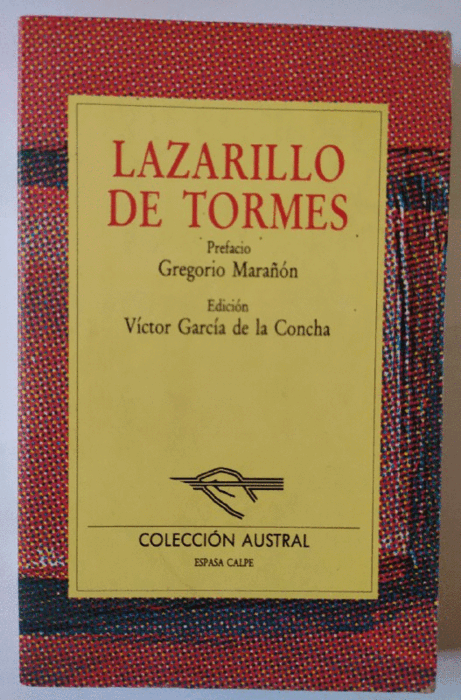 LAZARILLO
DE TORMES
Prefacio
Gregorio Marañón
Edición
Víctor García de la Concha
COLECCIÓN AUSTRAL
ESPASA CALPE